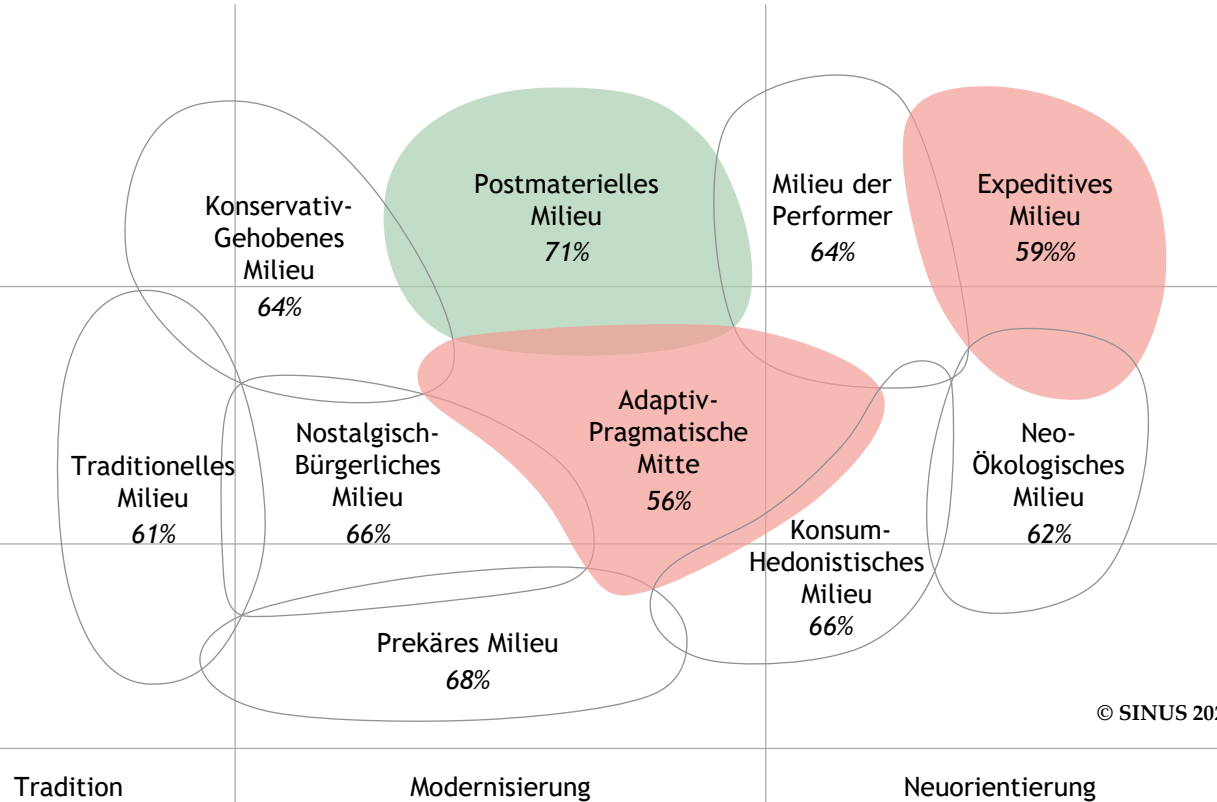 Konservativ-
Gehobenes
Milieu
64%
Postmaterielles
Milieu
71%
Milieu der
Performer
64%
Expeditives
Milieu
59%%
Traditionelles
Milieu
61%
Nostalgisch-
Bürgerliches
Milieu
66%
Adaptiv-
Pragmatische
Mitte
56%
Konsum-
Hedonistisches
Milieu
66%
Neo-
Ökologisches
Milieu
62%
Prekäres Milieu
68%
© SINUS
Tradition
Modernisierung
Neuorientierung